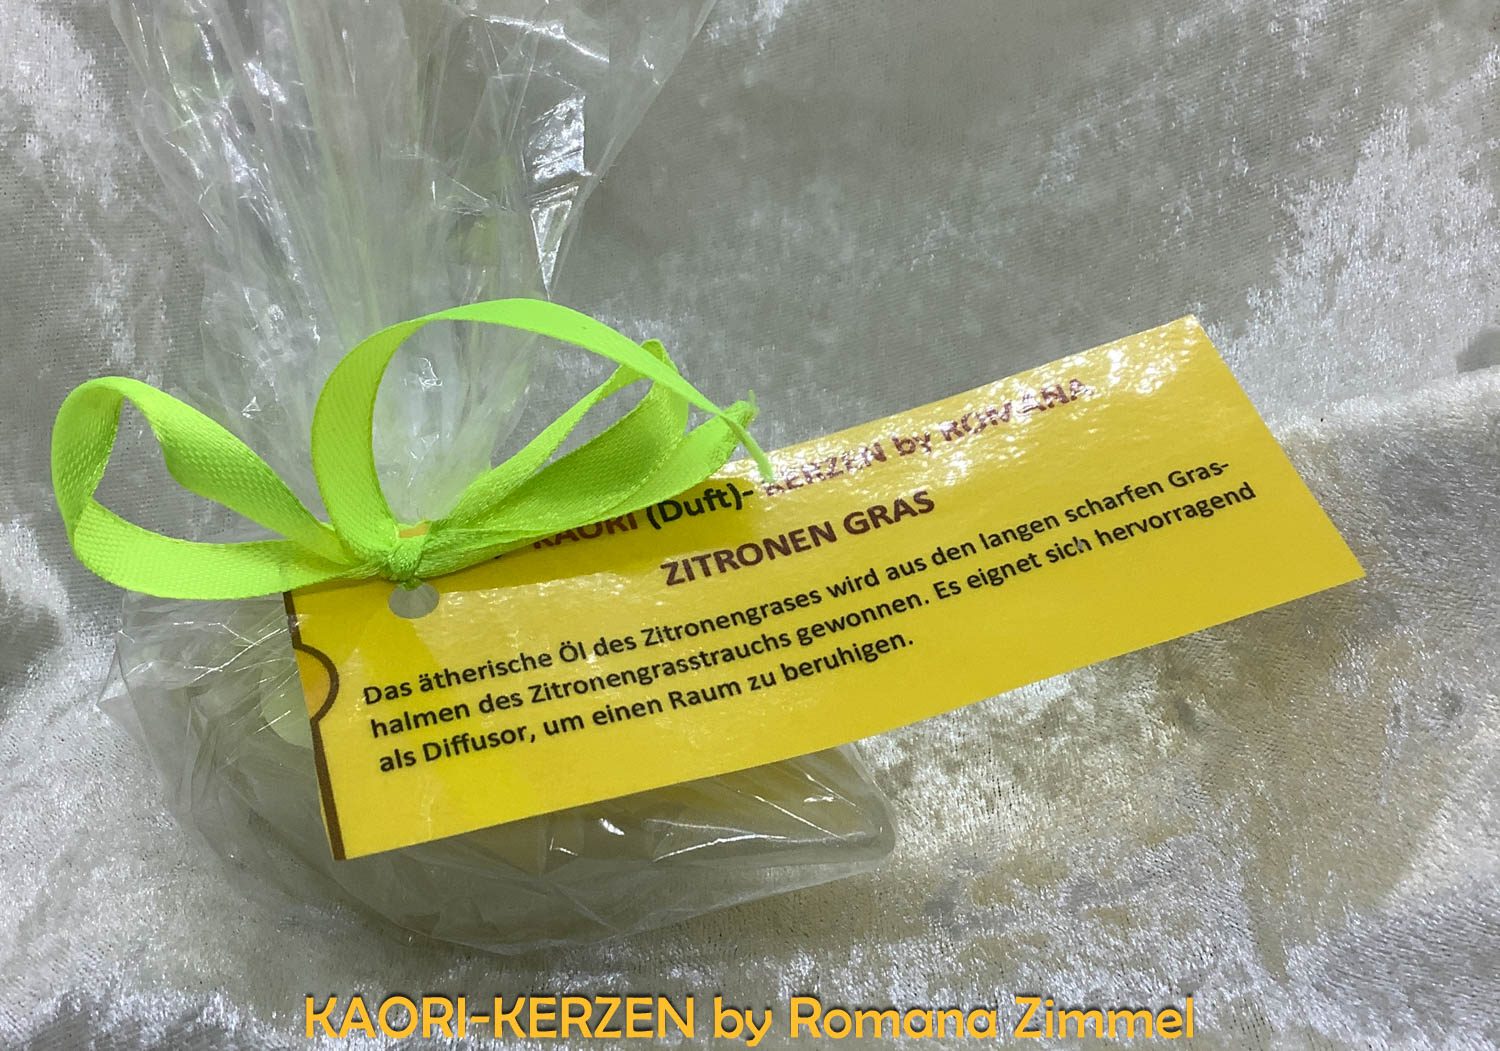 KAORI (Duft)- KERZEN by ROMANA
ZITRONEN GRAS
Das ätherische Öl des Zitronengrases wird aus den langen scharfen Gras-
halmen des Zitronengrasstrauchs gewonnen. Es eignet sich hervorragend
als Diffusor, um einen Raum zu beruhigen.
KAORI-KERZEN by Romana Zimmel